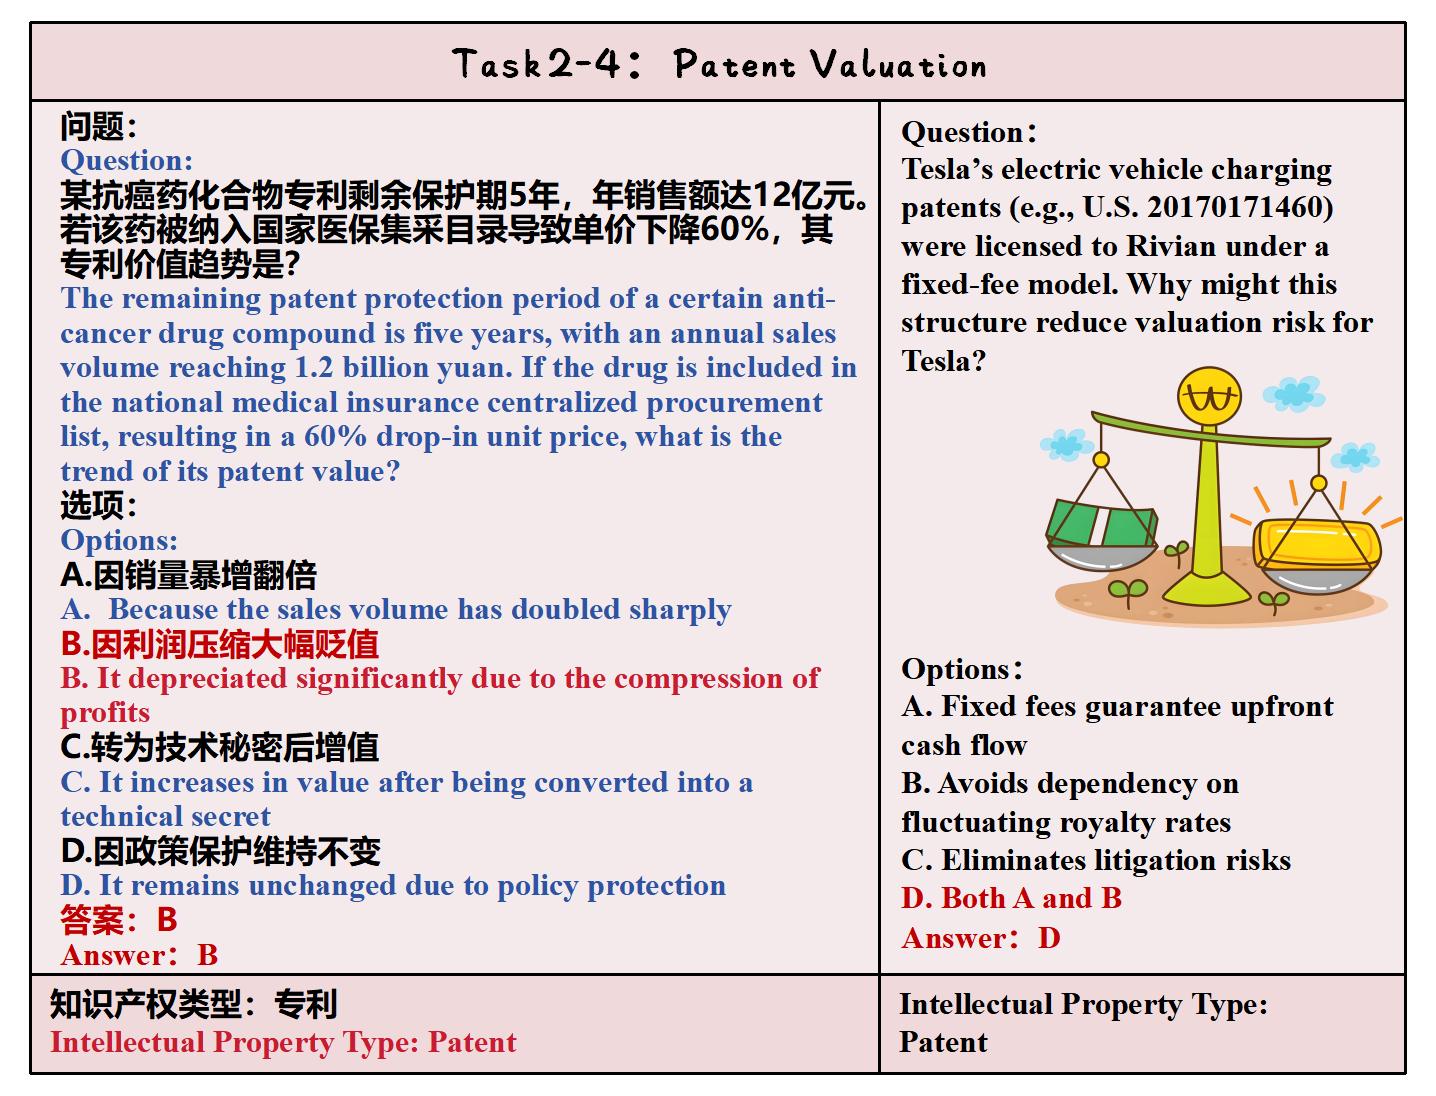 Task2-4：Patent Valuation
问题：
Question:
某抗癌药化合物专利剩余保护期5年，年销售额达12亿元。
若该药被纳入国家医保集采目录导致单价下降60%，其
专利价值趋势是？
The remaining patent protection period of a certain anti-
cancer drug compound is five years, with an annual sales
volume reaching 1.2 billion yuan. If the drug is included in
the national medical insurance centralized procurement
list, resulting in a 60% drop-in unit price, what is the
trend of its patent value?
选项：
Options:
A.因销量暴增翻倍
A. Because the sales volume has doubled sharply
B.因利润压缩大幅贬值
B. It depreciated significantly due to the compression of
profits
C.转为技术秘密后增值
C. It increases in value after being converted into a
technical secret
D.因政策保护维持不变
D. It remains unchanged due to policy protection
答案：B
Answer：B
知识产权类型：专利
Intellectual Property Type: Patent
Question：
Tesla’s electric vehicle charging
patents (e.g., U.S. 20170171460)
were licensed to Rivian under a
fixed-fee model. Why might this
structure reduce valuation risk for
Tesla?
Options：
A. Fixed fees guarantee upfront
cash flow
B. Avoids dependency on
fluctuating royalty rates
C. Eliminates litigation risks
D. Both A and B
Answer：D
Intellectual Property Type:
Patent